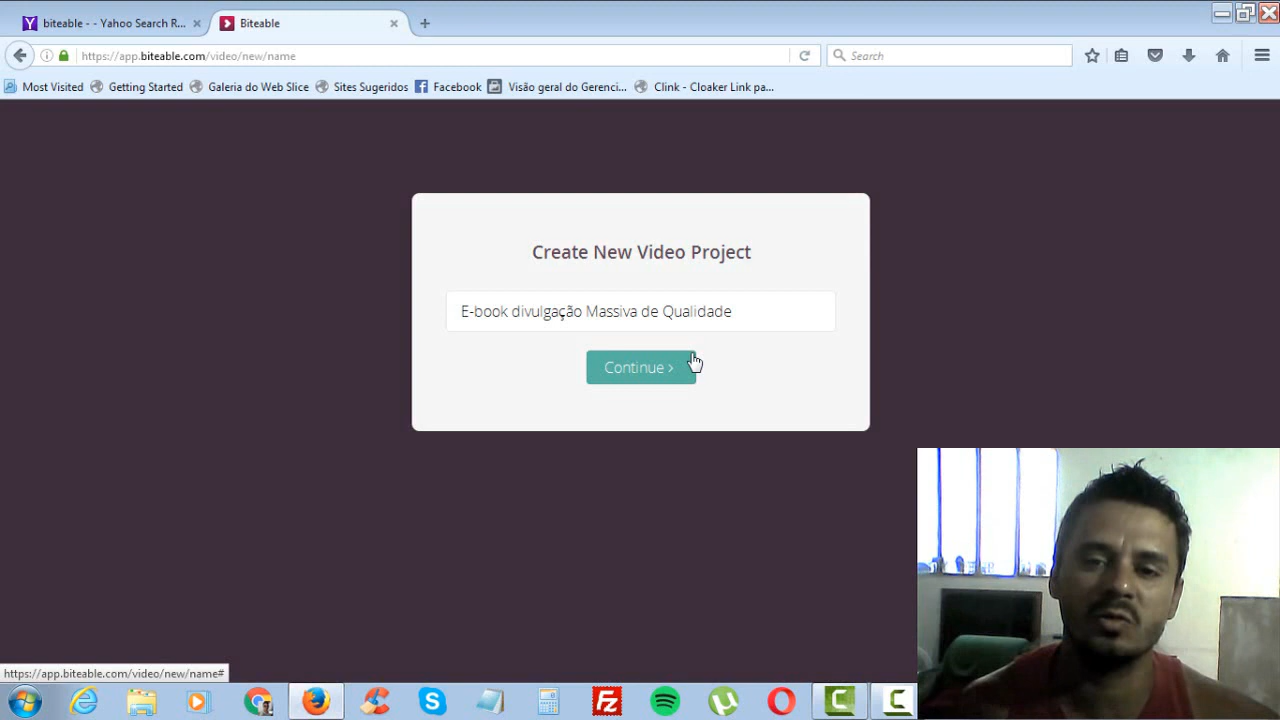 biteable - - Yahoo Search R...
Biteable
https://app.biteable.com/video/new/name
Search
Most Visited
Getting Started
Galeria do Web Slice
Sites Sugeridos
Facebook
Visão geral do Gerenci...
Clink - Cloaker Link pa...
Create New Video Project
E-book divulgação Massiva de Qualidade
Continue >
https://app.biteable.com/video/new/name#